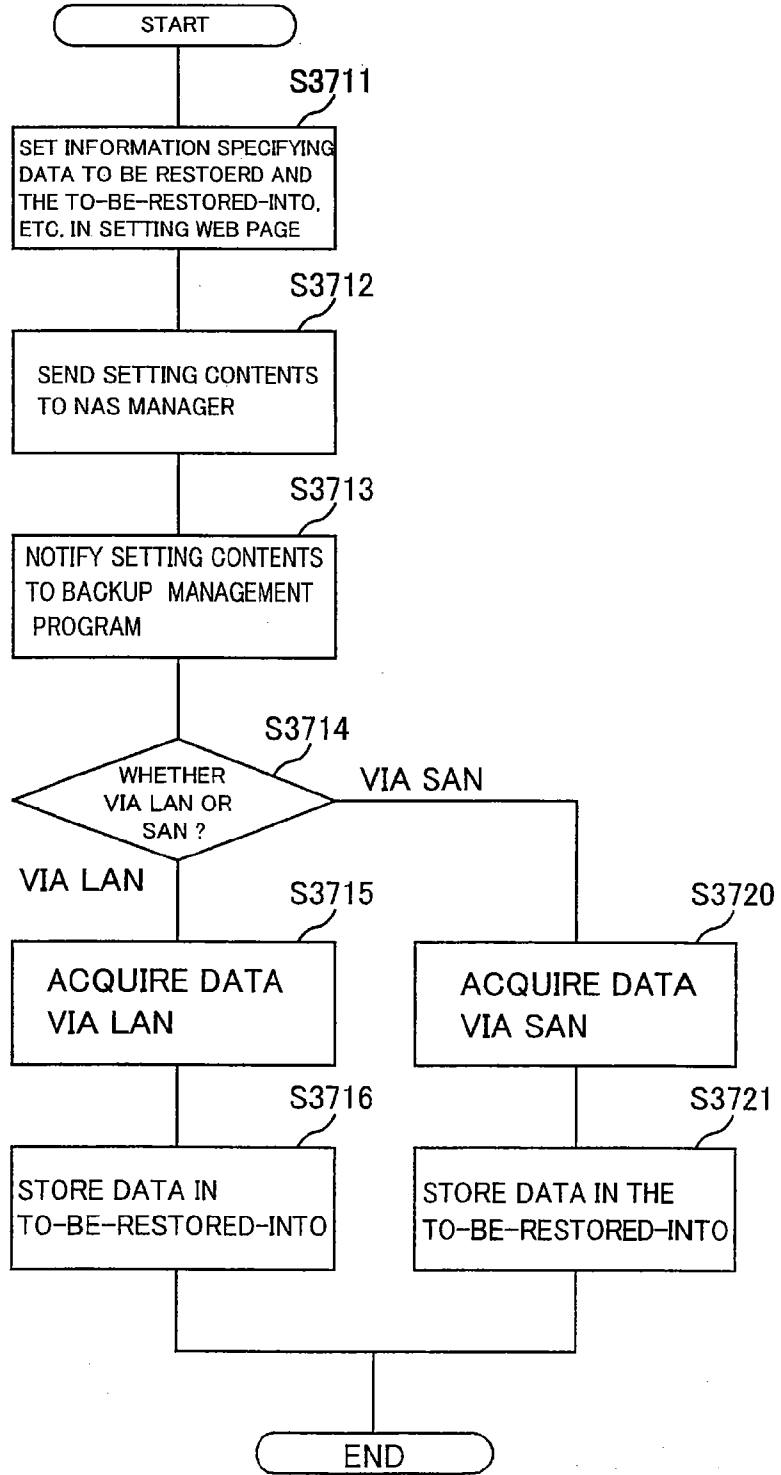 START
S3711
SET INFORMATION SPECIFYING
DATA TO BE RESTOERD AND
THE TO-BE-RESTORED-INTO,
ETC. IN SETTING WEB PAGE
S3712
SEND SETTING CONTENTS
TO NAS MANAGER
S3713
NOTIFY SETTING CONTENTS
TO BACKUP MANAGEMENT
PROGRAM
S3714
WHETHER
VIA LAN OR
SAN ?
VIA SAN
VIA LAN
S3715
ACQUIRE DATA
VIA LAN
S3720
ACQUIRE DATA
VIA SAN
S3716
STORE DATA IN
TO-BE-RESTORED-INTO
S3721
STORE DATA IN THE
TO-BE-RESTORED-INTO
END